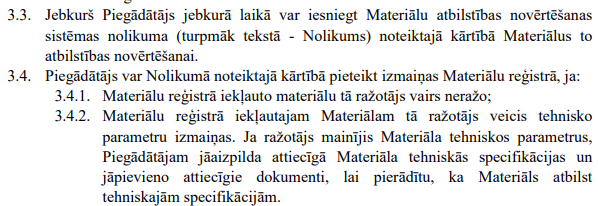 3.3. Jebkurš Piegādātājs jebkurā laikā var iesniegt Materiālu atbilstības novērtēšanas
sistēmas nolikuma (turpmāk tekstā - Nolikums) noteiktajā kārtībā Materiālus to
atbilstības novērtēšanai.
3.4. Piegādātājs var Nolikumā noteiktajā kārtībā pieteikt izmaiņas Materiālu reģistrā, ja:
3.4.1. Materiālu reģistrā iekļauto materiālu tā ražotājs vairs neražo;
3.4.2. Materiālu reģistrā iekļautajam Materiālam tā ražotājs veicis tehnisko
parametru izmaiņas. Ja ražotājs mainījis Materiāla tehniskos parametrus,
Piegādātājam jāaizpilda attiecīgā Materiāla tehniskās specifikācijas un
jāpievieno attiecīgie dokumenti, lai pierādītu, ka Materiāls atbilst
tehniskajām specifikācijām.